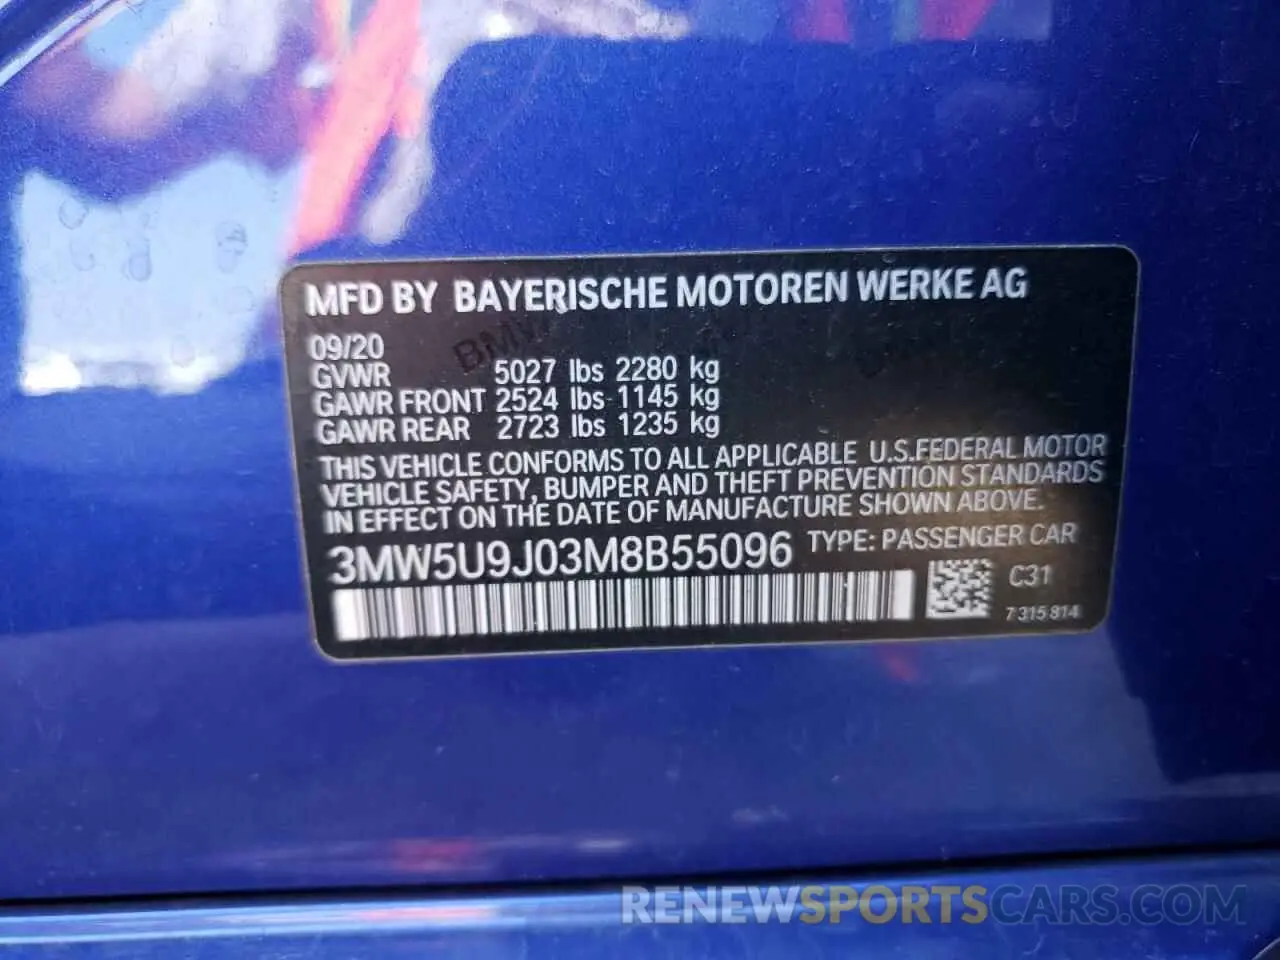 MFD BY BAYERISCHE MOTOREN WERKE AG
09/20
GVWR 5027 lbs 2280 kg
GAWR FRONT 2524 lbs 1145 kg
GAWR REAR 2723 lbs 1235 kg
THIS VEHICLE CONFORMS TO ALL APPLICABLE U.S.FEDERAL MOTOR
VEHICLE SAFETY, BUMPER AND THEFT PREVENTION STANDARDS
IN EFFECT ON THE DATE OF MANUFACTURE SHOWN ABOVE.
3MW5U9J03M8B55096 TYPE: PASSENGER CAR
C31
7 315 814
RENEWSPORTSCARS.COM